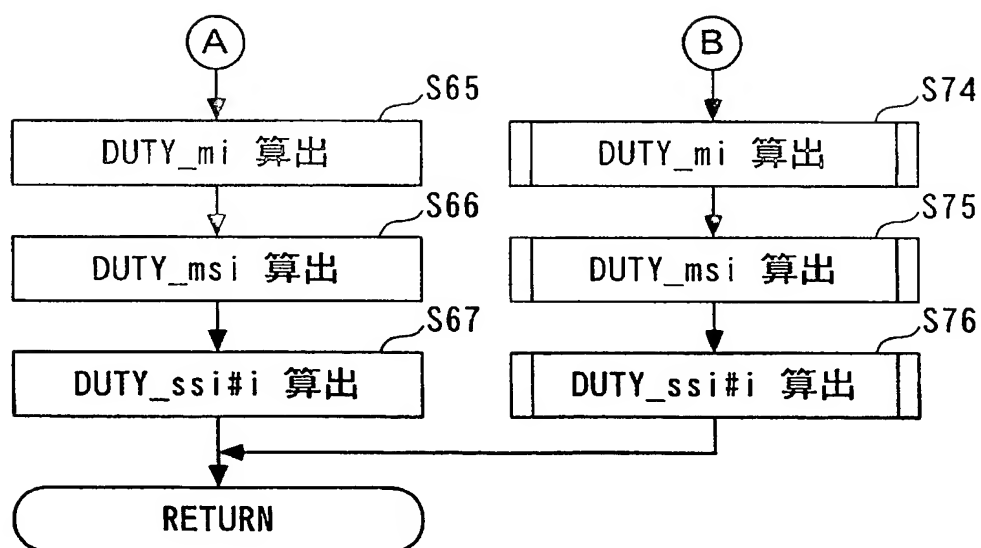 A
B
S65
DUTY_mi 算出
S74
DUTY_mi 算出
S66
DUTY_msi 算出
S75
DUTY_msi 算出
S67
DUTY_ssi#i 算出
S76
DUTY_ssi#i 算出
RETURN